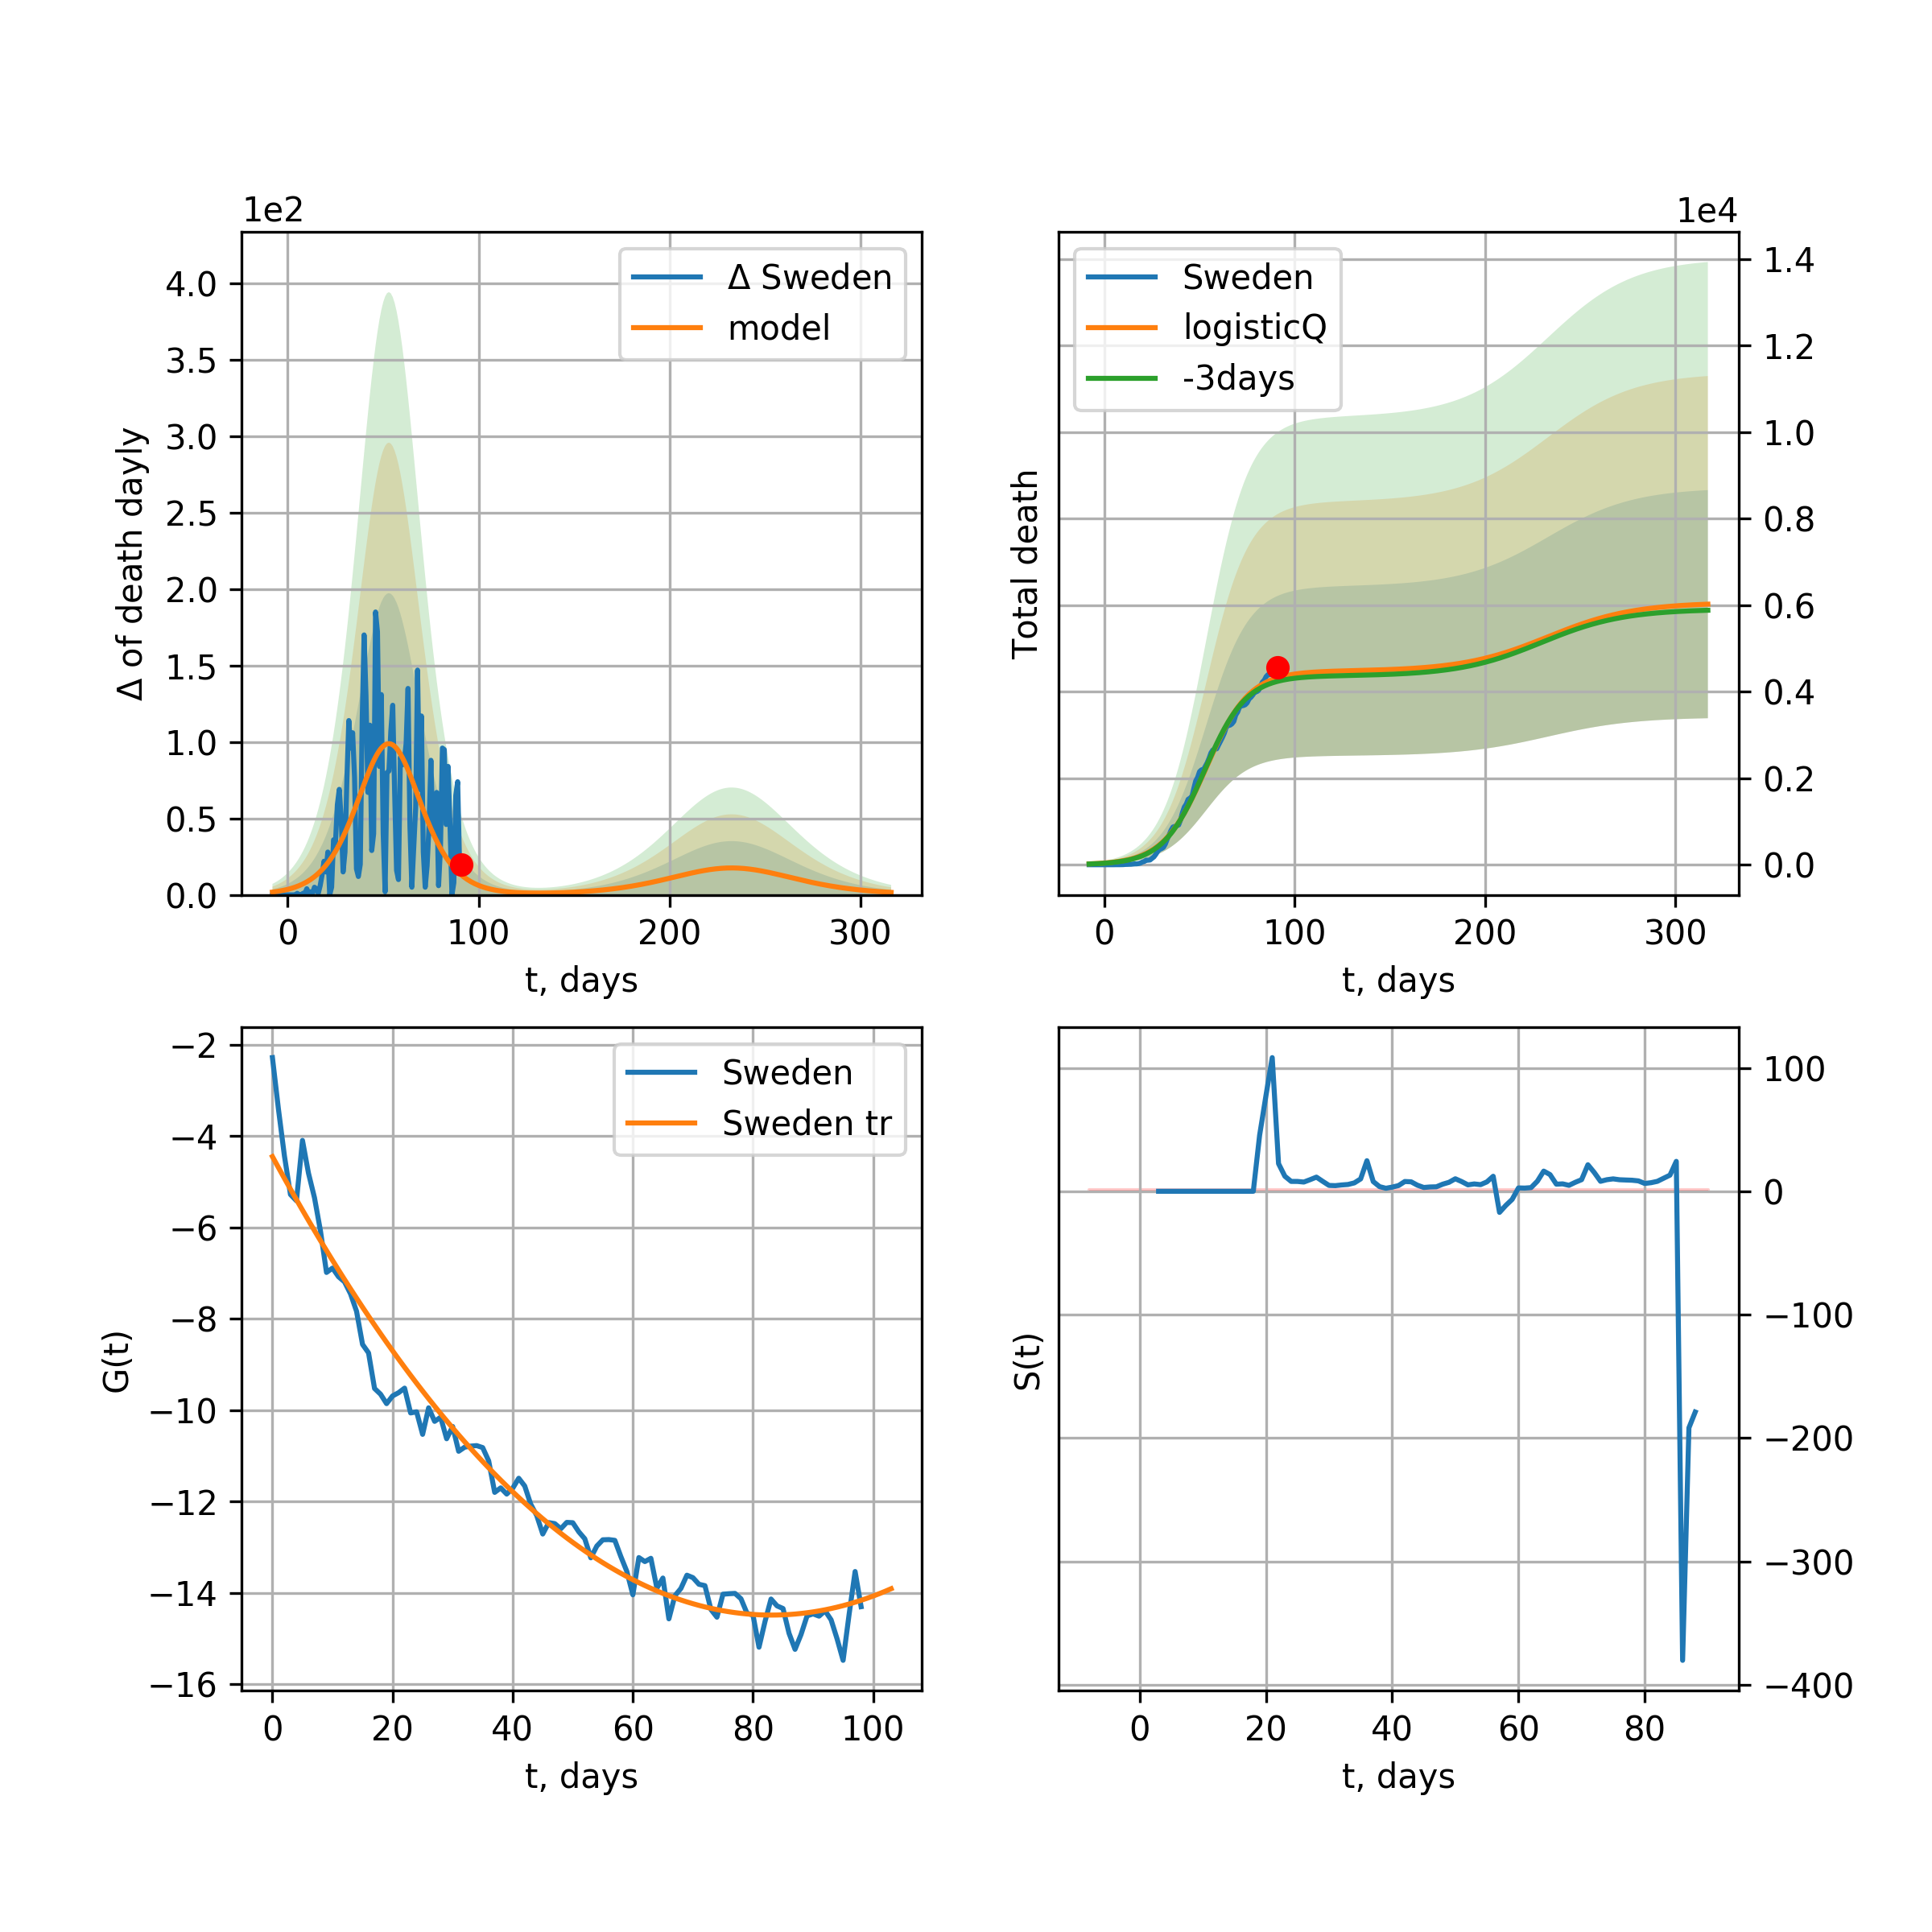 1e2
Δ Sweden
model
4.0
3.5
3.0
2.5
2.0
1.5
1.0
0.5
0.0
Δ of death dayly
0 100 200 300
t, days
1e4
Sweden
logisticQ
-3days
1.4
1.2
1.0
0.8
0.6
0.4
0.2
0.0
Total death
0 100 200 300
t, days
Sweden
Sweden tr
−2
−4
−6
−8
−10
−12
−14
−16
G(t)
0 20 40 60 80 100
t, days
100
0
−100
−200
−300
−400
S(t)
0 20 40 60 80
t, days